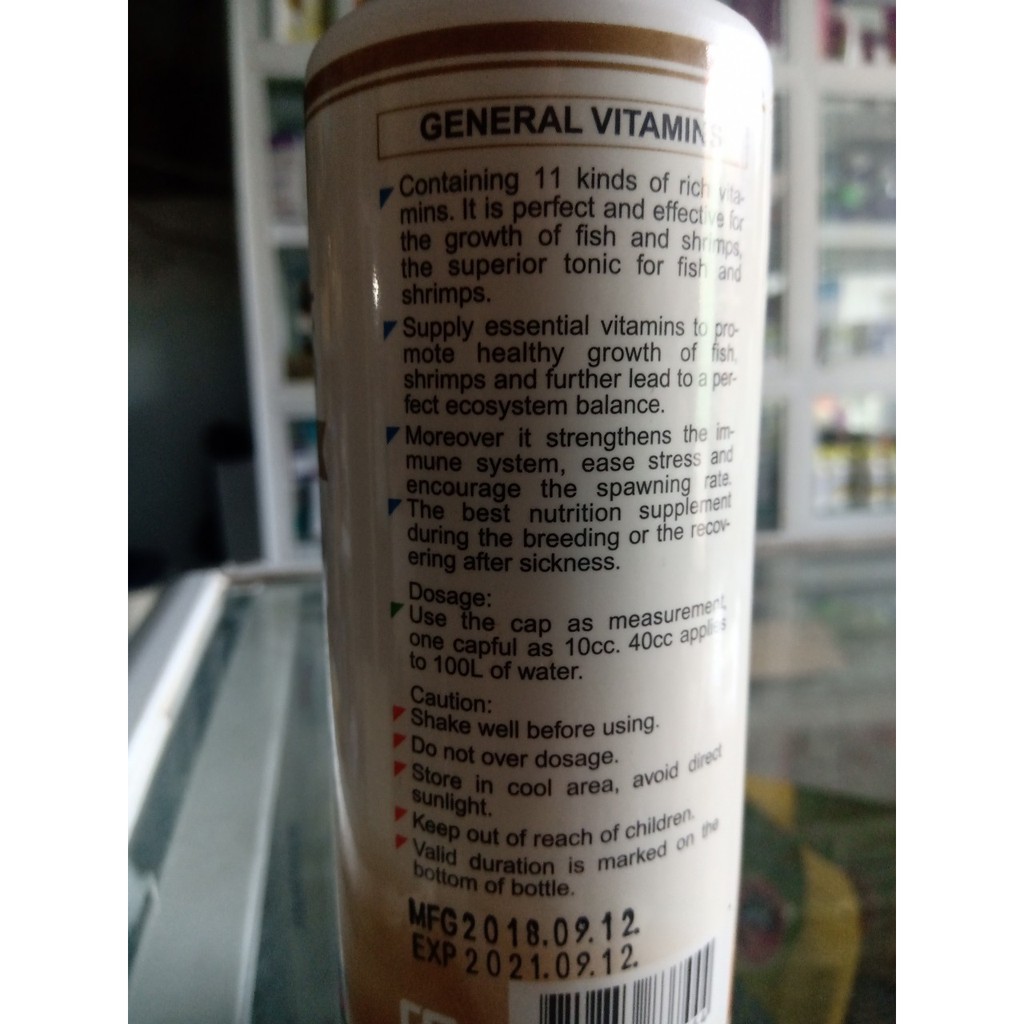 GENERAL VITAMINS
Containing 11 kinds of rich vita-
mins. It is perfect and effective for
the growth of fish and shrimps,
the superior tonic for fish and
shrimps.
Supply essential vitamins to pro-
mote healthy growth of fish,
shrimps and further lead to a per-
fect ecosystem balance.
Moreover it strengthens the im-
mune system, ease stress and
encourage the spawning rate.
The best nutrition supplement
during the breeding or the recov-
ering after sickness.
Dosage:
Use the cap as measurement,
one capful as 10cc. 40cc applies
to 100L of water.
Caution:
Shake well before using.
Do not over dosage.
Store in cool area, avoid direct
sunlight.
Keep out of reach of children.
Valid duration is marked on the
bottom of bottle.
MFG2018.09.12.
EXP2021.09.12.